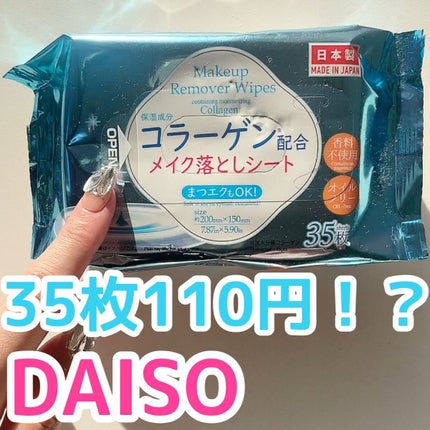 日本製
MADE IN JAPAN
Makeup
Remover Wipes
containing moisturizing
Collagen
保湿成分
コラーゲン配合
メイク落としシート
まつエクもOK!
香料
不使用
オイル
フリー
OPEN
size
約200mm×150mm
7.87in×5.90in
35枚
35枚110円！？
DAISO